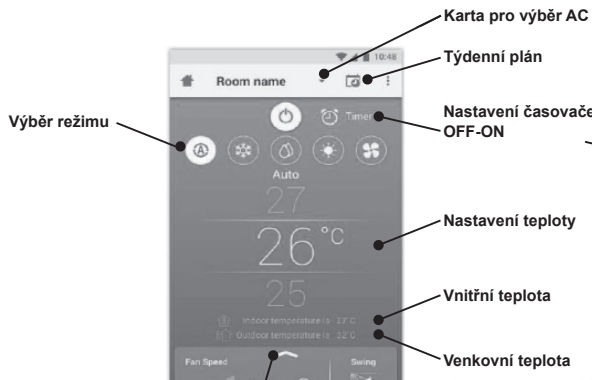 Karta pro výběr AC
10:48
Týdenní plán
Room name
Timer
Nastavení časovače
OFF-ON
Výběr režimu
Auto
27
26°C
Nastavení teploty
25
Vnitřní teplota
Indoor temperature is : 27°C
Outdoor temperature is : 32°C
Venkovní teplota
Fan Speed
Swing